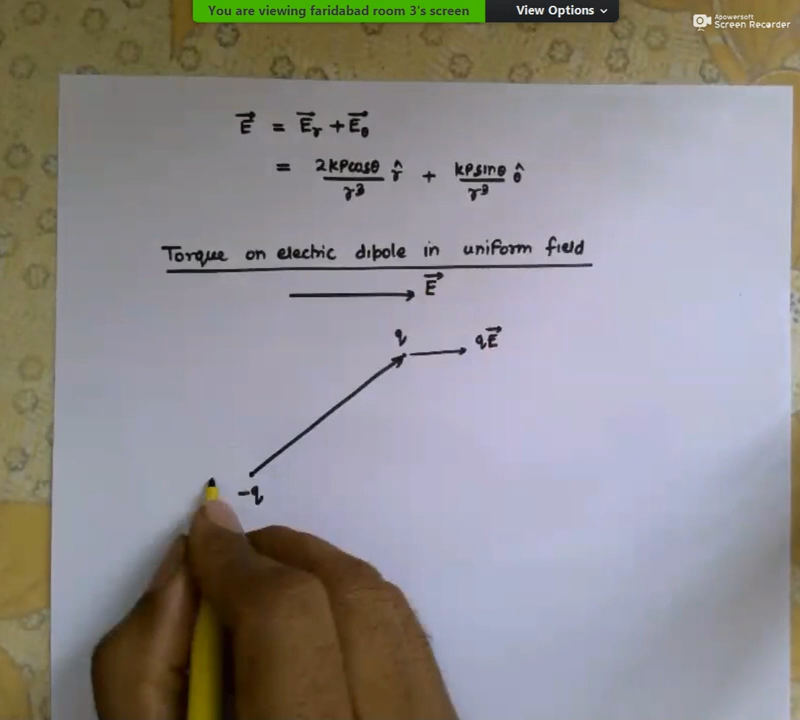 You are viewing faridabad room 3's screen View Options
Apowersoft
Screen Recorder
E⃗ = E⃗r + E⃗θ
= 2kPcosθ/r³ r̂ + kPsinθ/r³ θ̂
Torque on electric dipole in uniform field
E⃗
q qE⃗
-q